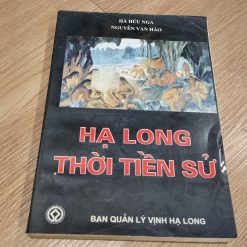 HÀ HỮU NGA
NGUYỄN VĂN HẢO
HẠ LONG
THỜI TIỀN SỬ
BAN QUẢN LÝ VỊNH HẠ LONG